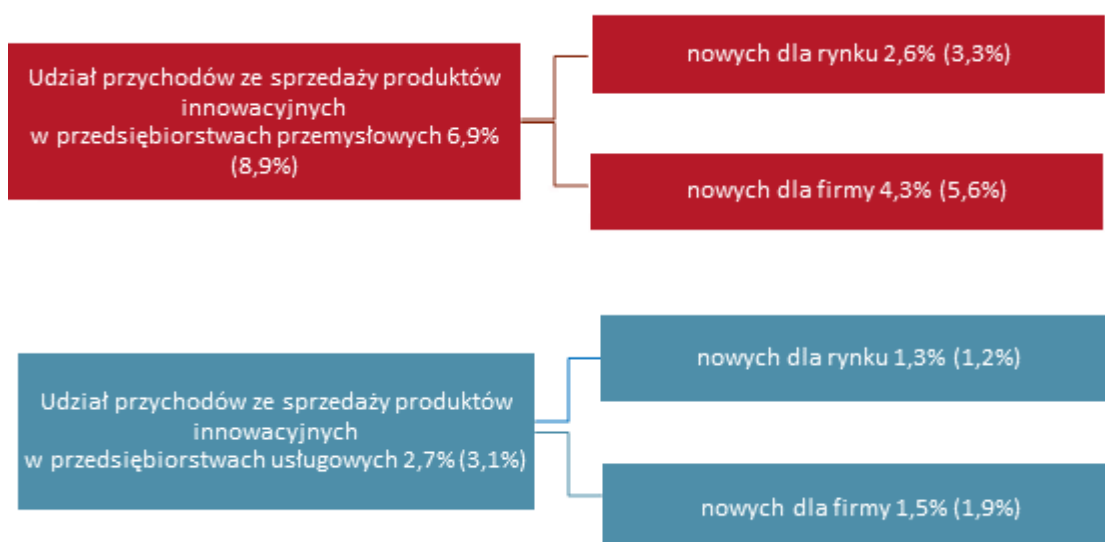 Udział przychodów ze sprzedaży produktów
innowacyjnych
w przedsiębiorstwach przemysłowych 6,9%
(8,9%)
nowych dla rynku 2,6% (3,3%)
nowych dla firmy 4,3% (5,6%)
Udział przychodów ze sprzedaży produktów
innowacyjnych
w przedsiębiorstwach usługowych 2,7% (3,1%)
nowych dla rynku 1,3% (1,2%)
nowych dla firmy 1,5% (1,9%)